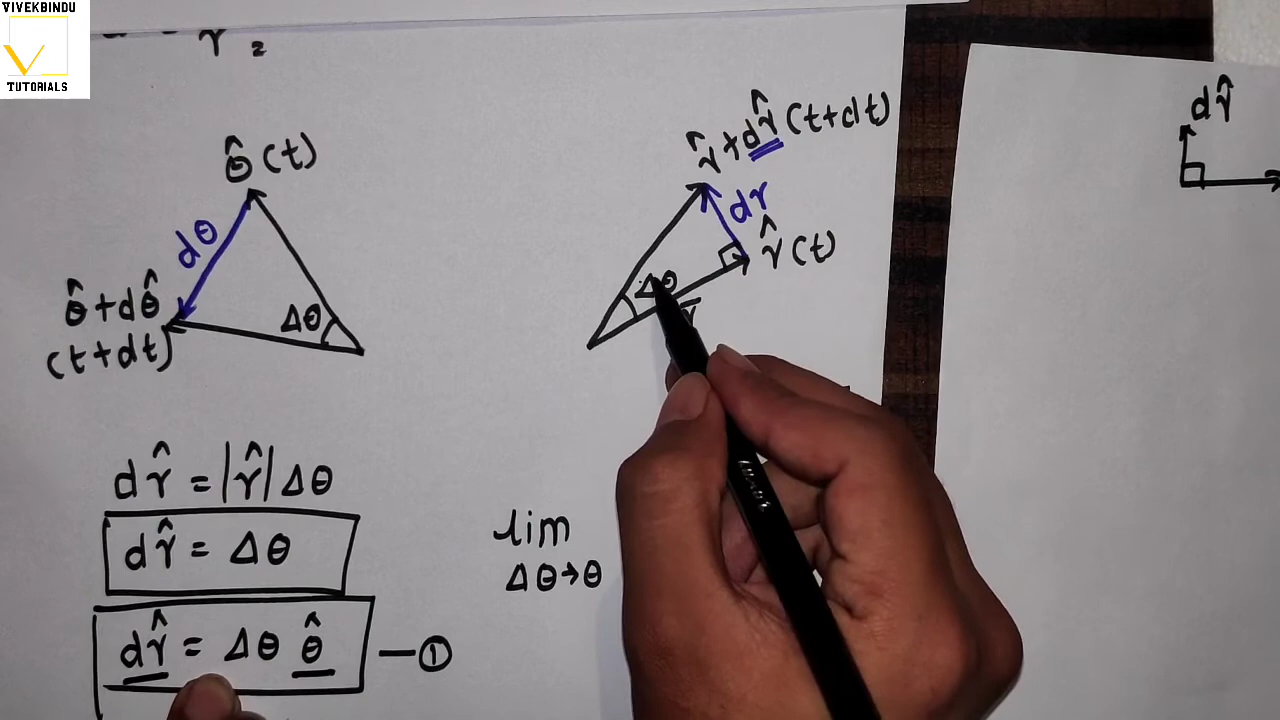 VIVEKBINDU
TUTORIALS
γ₂
θ̂ (t)
dθ
θ̂ + dθ̂
(t+dt)
Δθ
r̂ + dr̂ (t+dt)
dr
r̂ (t)
Δθ
dr̂
dr̂ = |r̂| Δθ
dr̂ = Δθ
dr̂ = Δθ θ̂ —①
lim
Δθ→θ